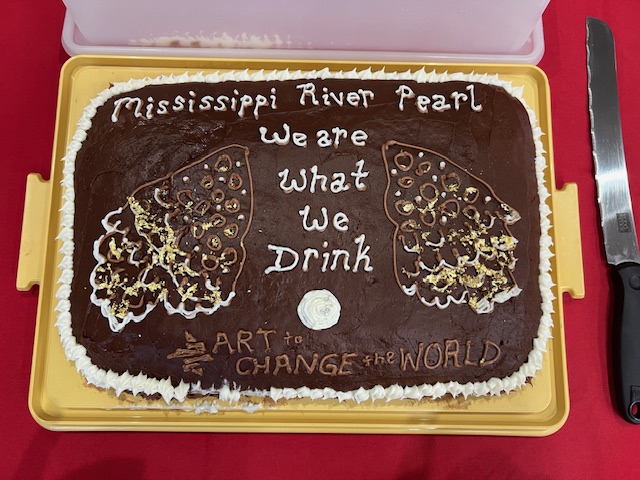 Mississippi River Pearl
We are
What
We
Drink
ART to
CHANGE the WORLD